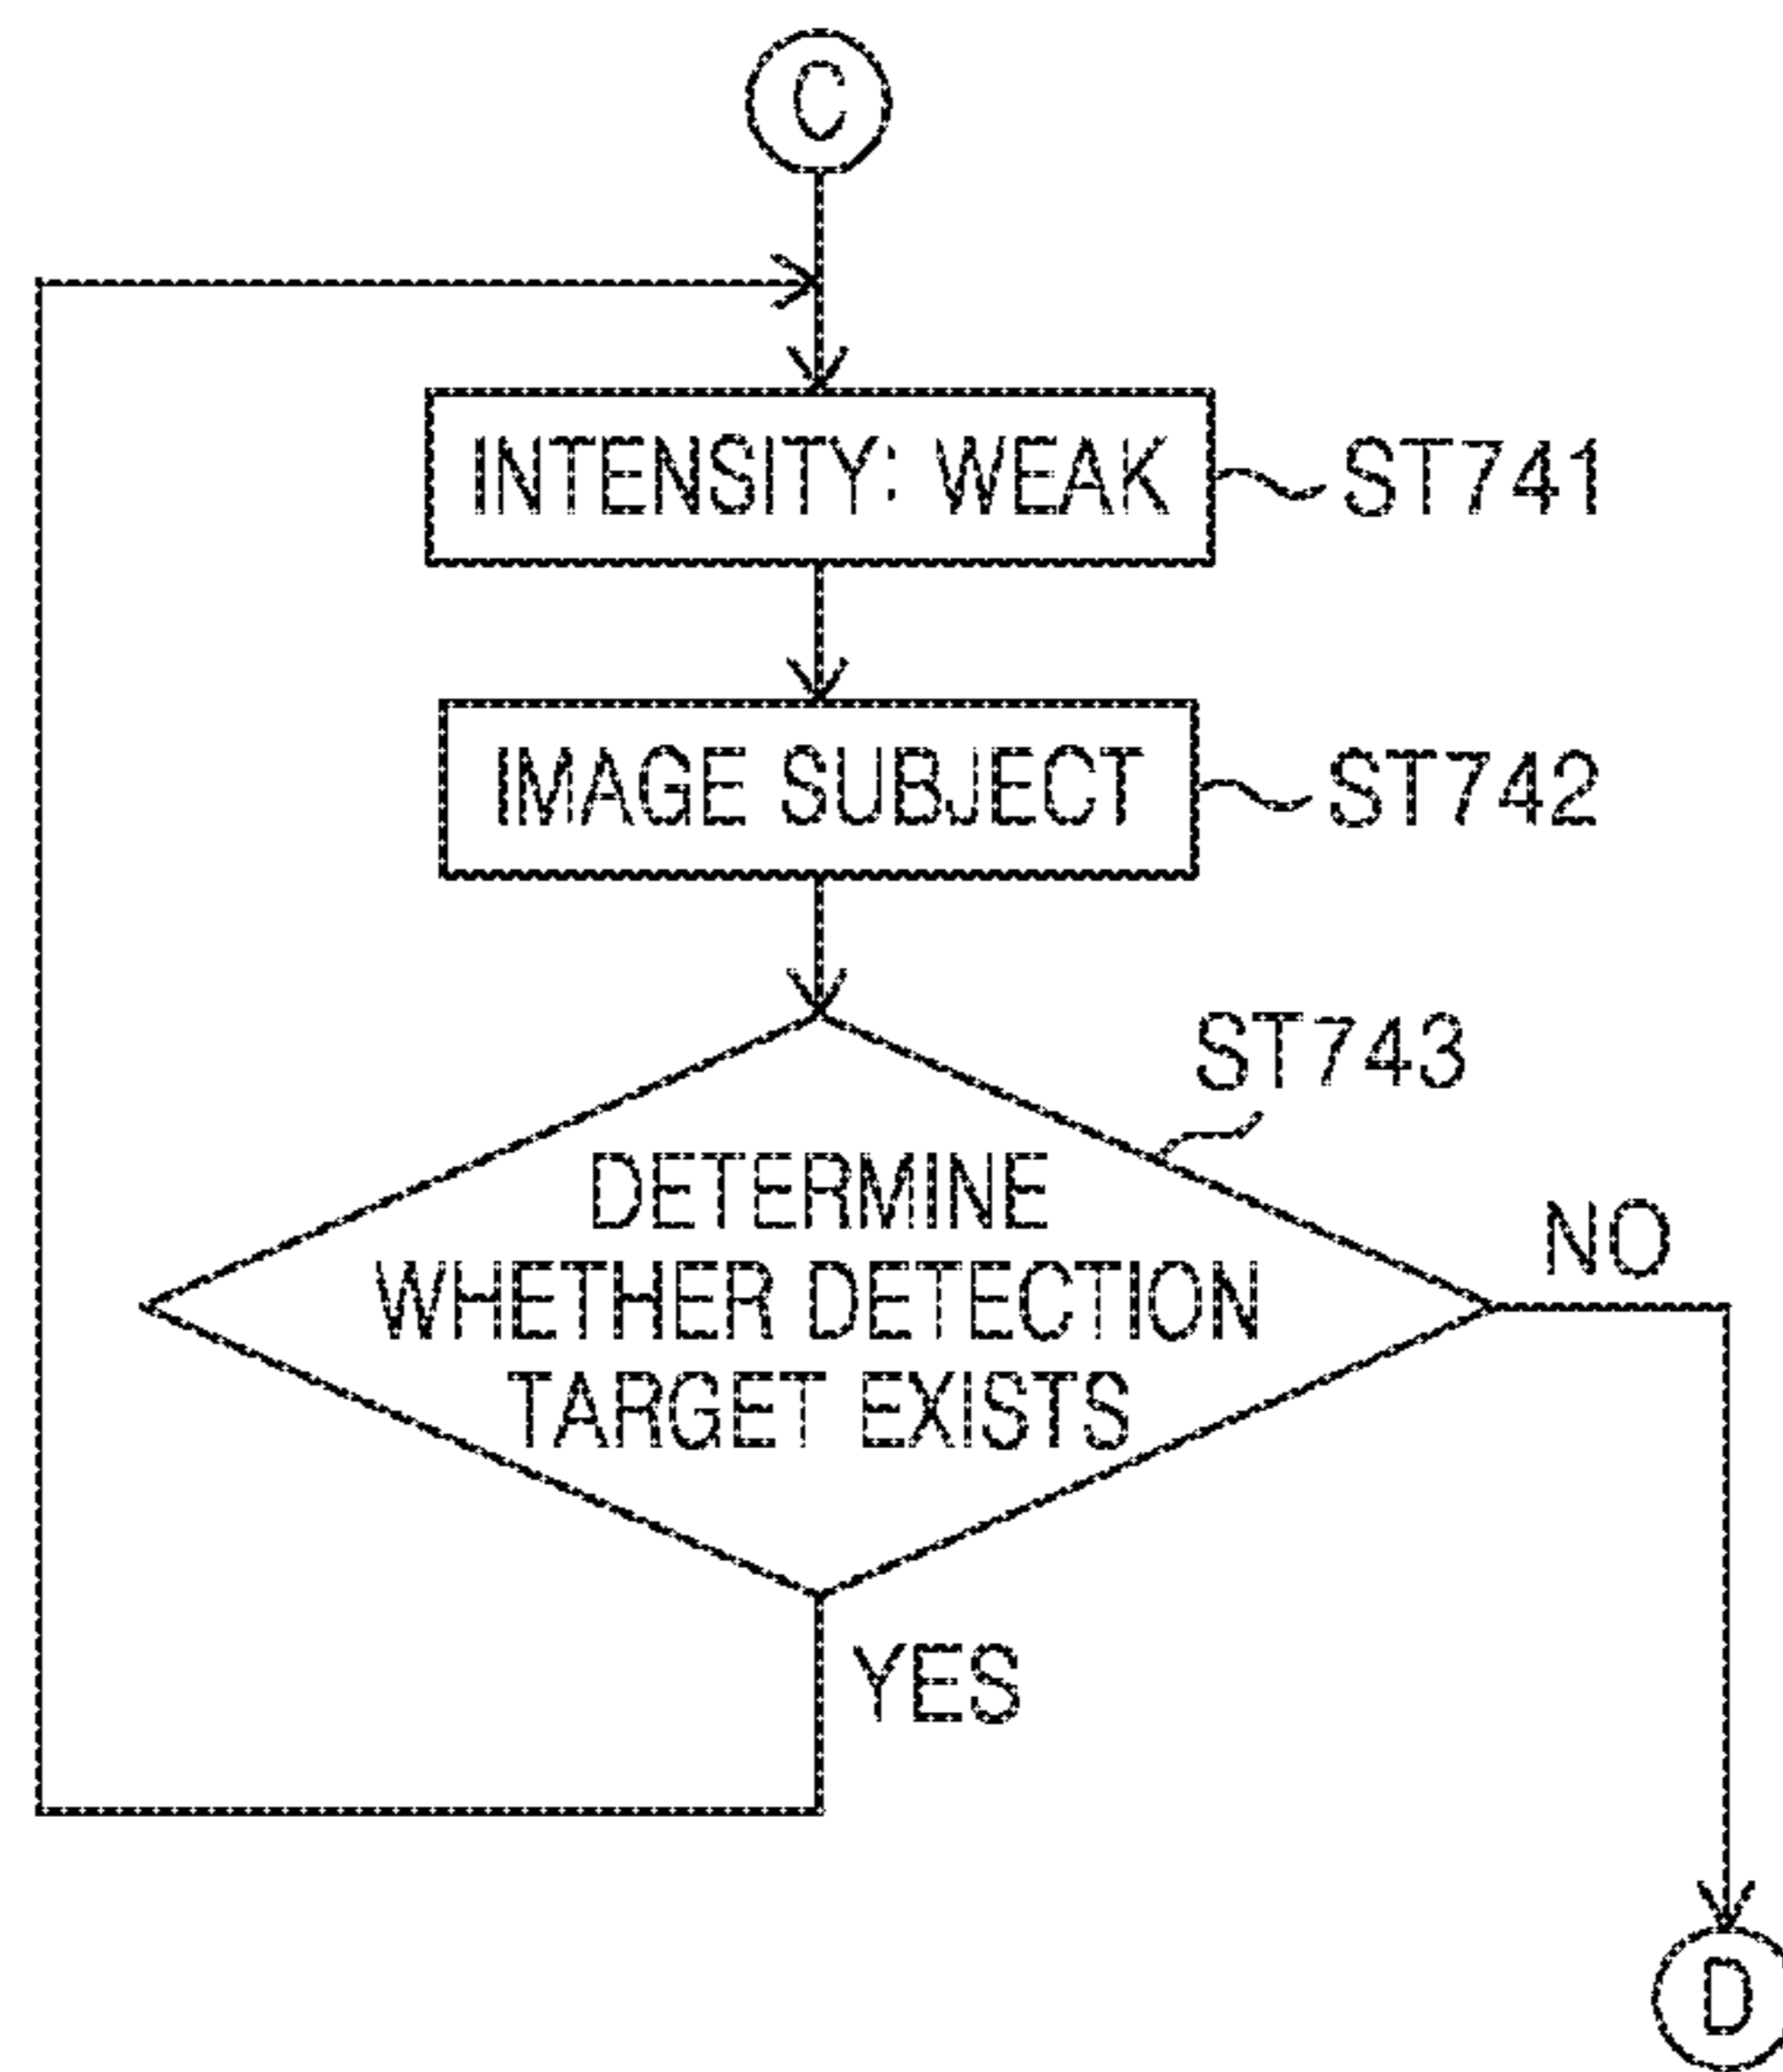 C
INTENSITY: WEAK
ST741
IMAGE SUBJECT
ST742
ST743
DETERMINE
WHETHER DETECTION
TARGET EXISTS
NO
YES
D